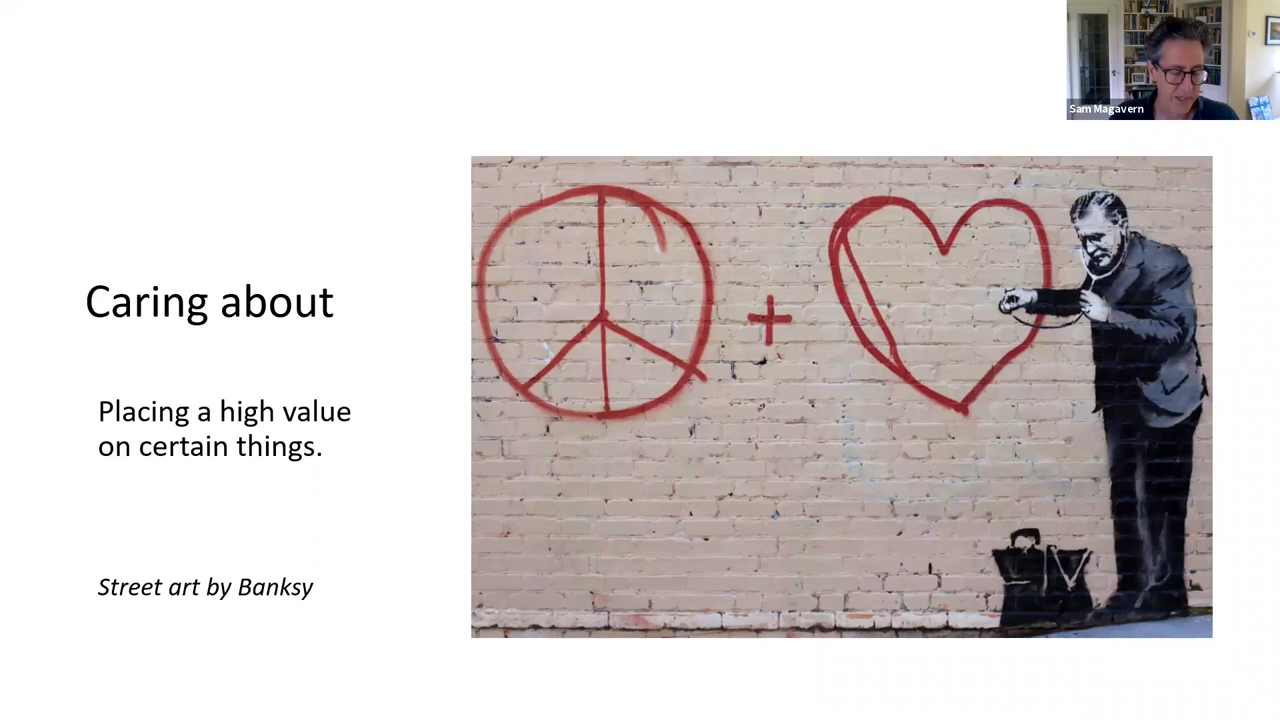 Sam Magavern
Caring about
Placing a high value
on certain things.
Street art by Banksy